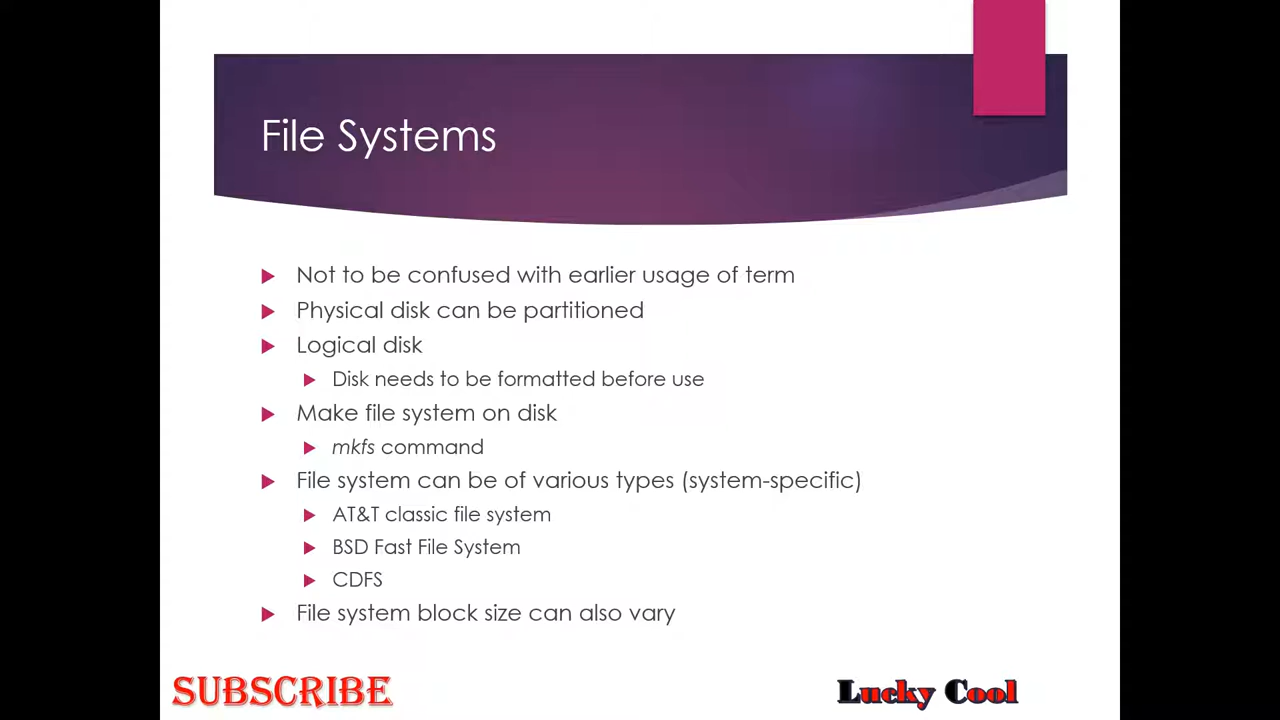 File Systems
Not to be confused with earlier usage of term
Physical disk can be partitioned
Logical disk
Disk needs to be formatted before use
Make file system on disk
mkfs command
File system can be of various types (system-specific)
AT&T classic file system
BSD Fast File System
CDFS
File system block size can also vary
SUBSCRIBE
Lucky Cool